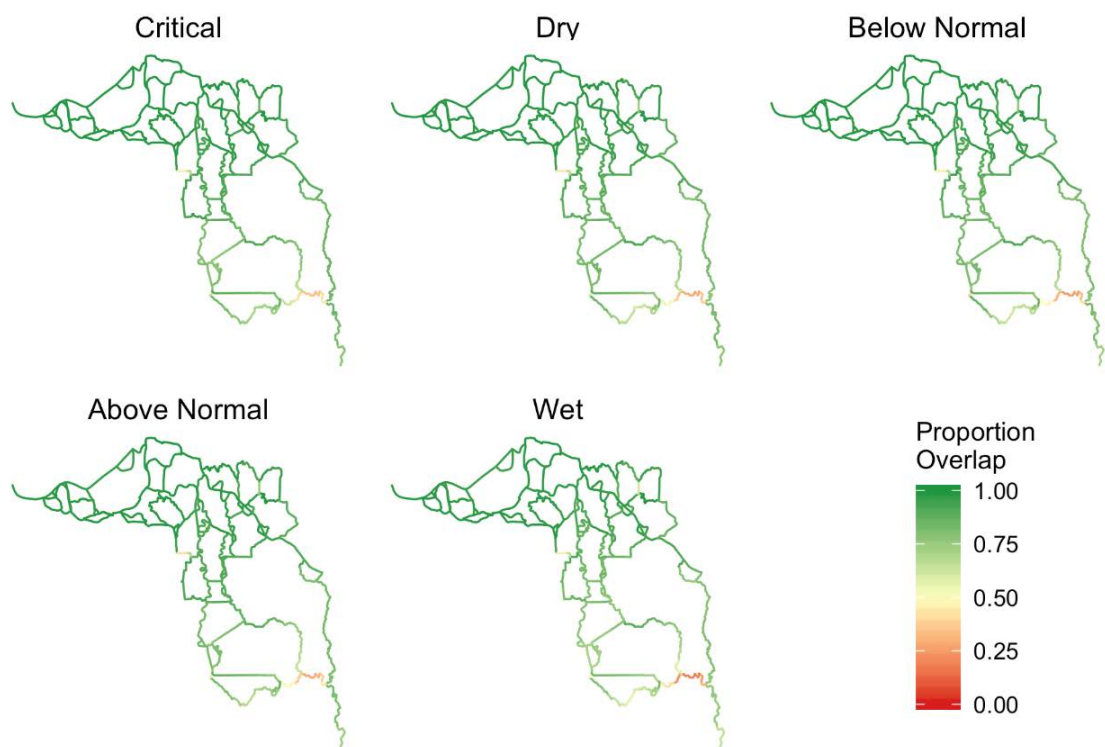 Critical
Dry
Below Normal
Above Normal
Wet
Proportion
Overlap
1.00
0.75
0.50
0.25
0.00